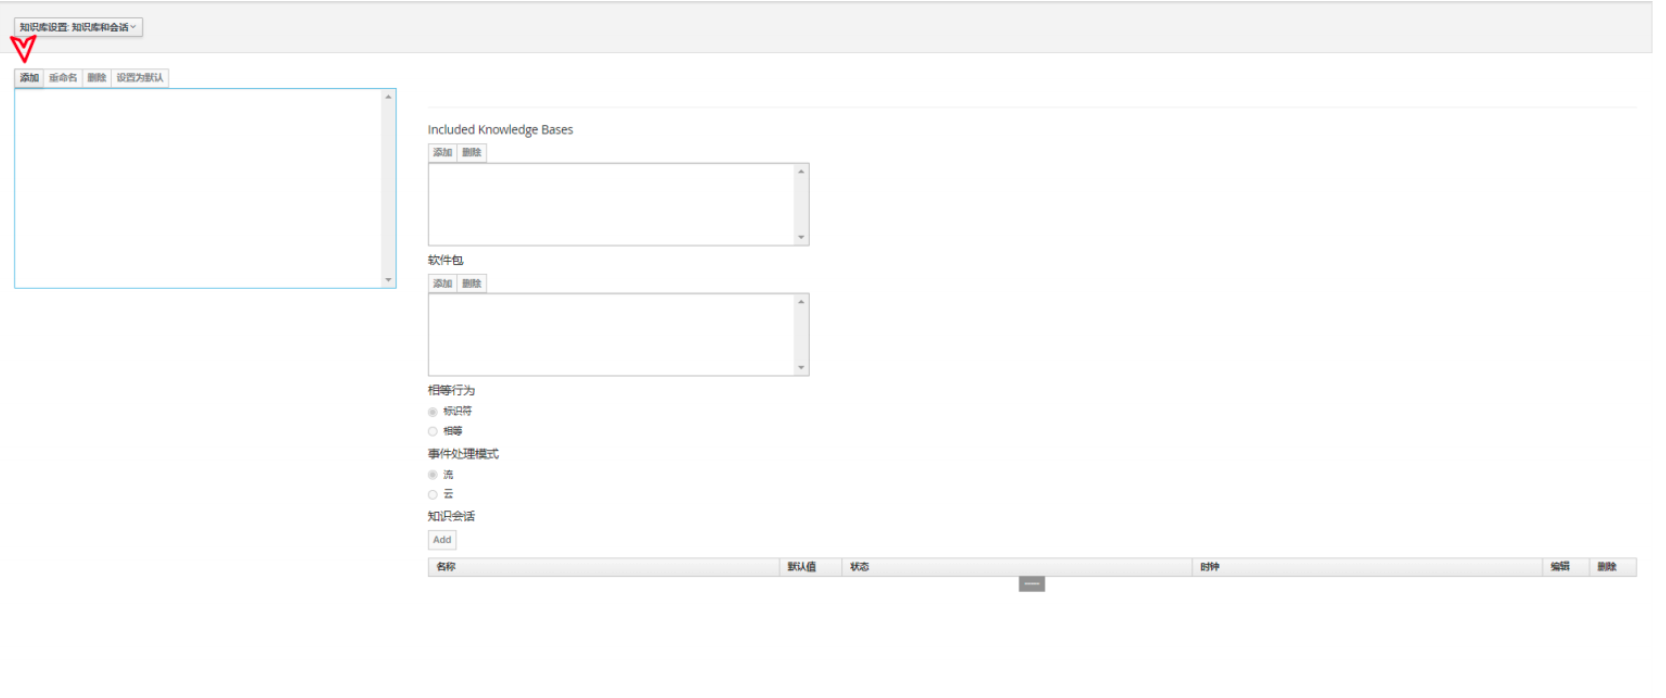 知识库设置: 知识库和会话
添加 重命名 删除 设置为默认
Included Knowledge Bases
添加 删除
软件包
添加 删除
相等行为
标识符
相等
事件处理模式
流
云
知识会话
Add
名称 默认值 状态 时钟 编辑 删除